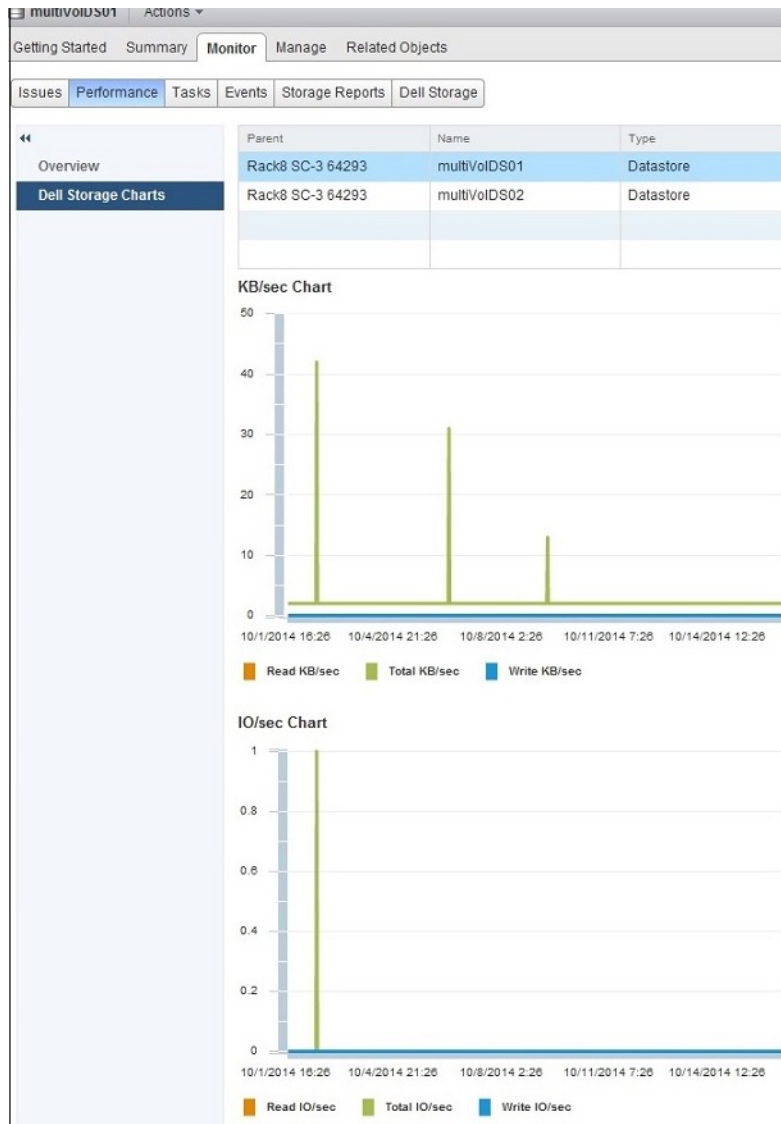 multiVolDS01 Actions
Getting Started Summary Monitor Manage Related Objects
Issues Performance Tasks Events Storage Reports Dell Storage
Overview
Dell Storage Charts
Parent Name Type
Rack8 SC-3 64293 multiVolDS01 Datastore
Rack8 SC-3 64293 multiVolDS02 Datastore
KB/sec Chart
50
40
30
20
10
0
10/1/2014 16:26 10/4/2014 21:26 10/8/2014 2:26 10/11/2014 7:26 10/14/2014 12:26
Read KB/sec Total KB/sec Write KB/sec
IO/sec Chart
1
0.8
0.6
0.4
0.2
0
10/1/2014 16:26 10/4/2014 21:26 10/8/2014 2:26 10/11/2014 7:26 10/14/2014 12:26
Read IO/sec Total IO/sec Write IO/sec